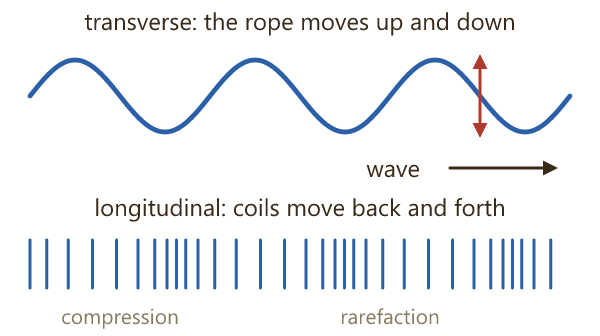 transverse: the rope moves up and down
wave
longitudinal: coils move back and forth
compression
rarefaction